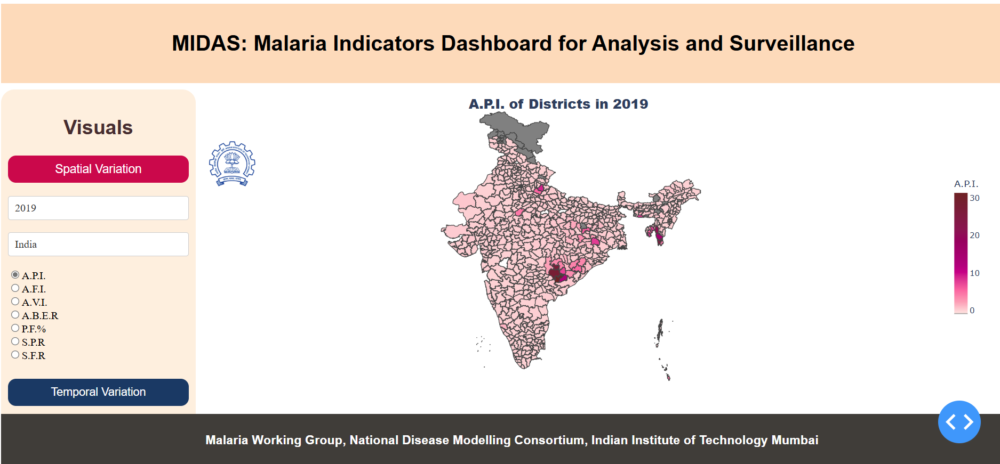 MIDAS: Malaria Indicators Dashboard for Analysis and Surveillance
Visuals
Spatial Variation
2019
India
A.P.I.
A.F.I.
A.V.I.
A.B.E.R
P.F.%
S.P.R
S.F.R
Temporal Variation
A.P.I. of Districts in 2019
A.P.I.
30
20
10
0
Malaria Working Group, National Disease Modelling Consortium, Indian Institute of Technology Mumbai